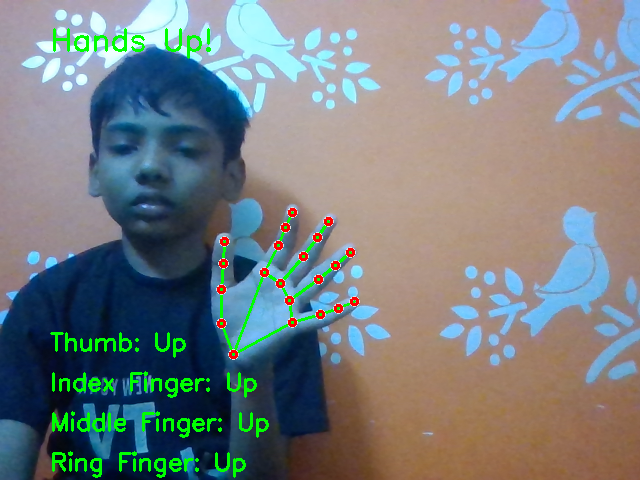 Hands Up!
Thumb: Up
Index Finger: Up
Middle Finger: Up
Ring Finger: Up